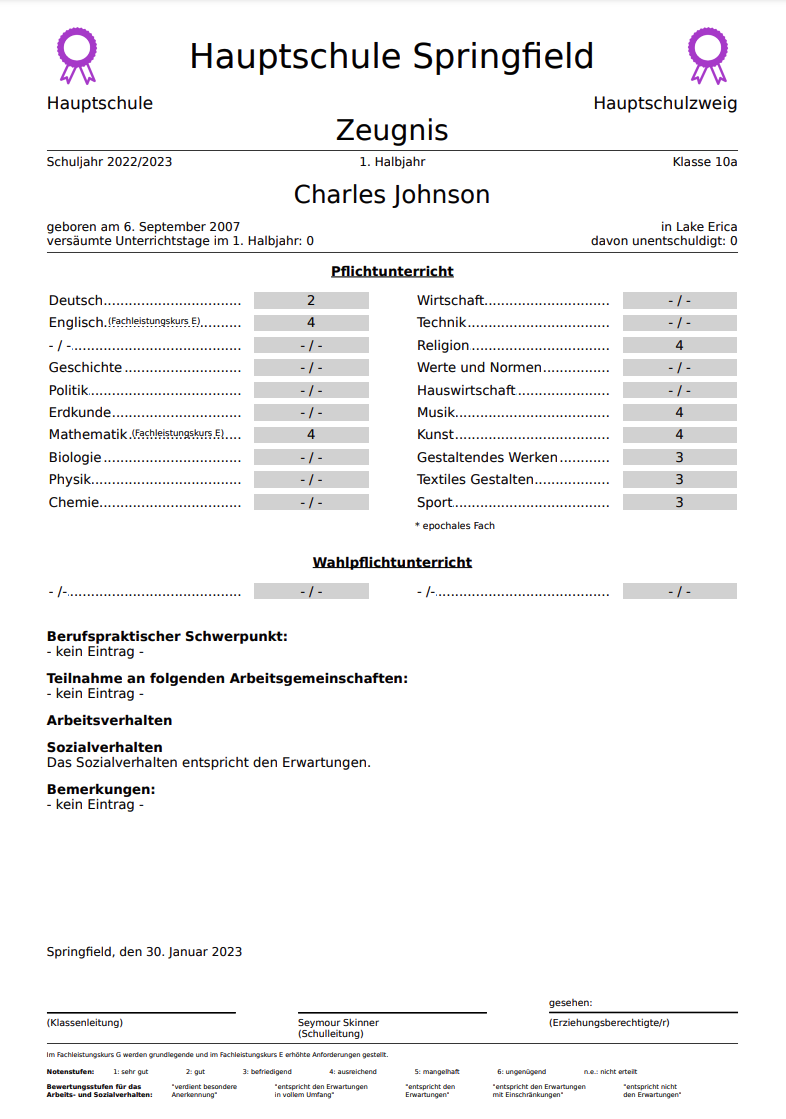 Hauptschule Springfield
Hauptschule Hauptschulzweig
Zeugnis
Schuljahr 2022/2023 1. Halbjahr Klasse 10a
Charles Johnson
geboren am 6. September 2007 in Lake Erica
versäumte Unterrichtstage im 1. Halbjahr: 0 davon unentschuldigt: 0
Pflichtunterricht
Deutsch 2 Wirtschaft - / -
Englisch (Fachleistungskurs E) 4 Technik - / -
- / - - / - Religion 4
Geschichte - / - Werte und Normen - / -
Politik - / - Hauswirtschaft - / -
Erdkunde - / - Musik 4
Mathematik (Fachleistungskurs E) 4 Kunst 4
Biologie - / - Gestaltendes Werken 3
Physik - / - Textiles Gestalten 3
Chemie - / - Sport 3
* epochales Fach
Wahlpflichtunterricht
- /- - / - - /- - / -
Berufspraktischer Schwerpunkt:
- kein Eintrag -
Teilnahme an folgenden Arbeitsgemeinschaften:
- kein Eintrag -
Arbeitsverhalten
Sozialverhalten
Das Sozialverhalten entspricht den Erwartungen.
Bemerkungen:
- kein Eintrag -
Springfield, den 30. Januar 2023
gesehen:
(Klassenleitung) Seymour Skinner (Erziehungsberechtigte/r)
(Schulleitung)
Im Fachleistungskurs G werden grundlegende und im Fachleistungskurs E erhöhte Anforderungen gestellt.
Notenstufen: 1: sehr gut 2: gut 3: befriedigend 4: ausreichend 5: mangelhaft 6: ungenügend n.e.: nicht erteilt
Bewertungsstufen für das "verdient besondere "entspricht den Erwartungen "entspricht den "entspricht den Erwartungen "entspricht nicht
Arbeits- und Sozialverhalten: Anerkennung" in vollem Umfang" Erwartungen" mit Einschränkungen" den Erwartungen"